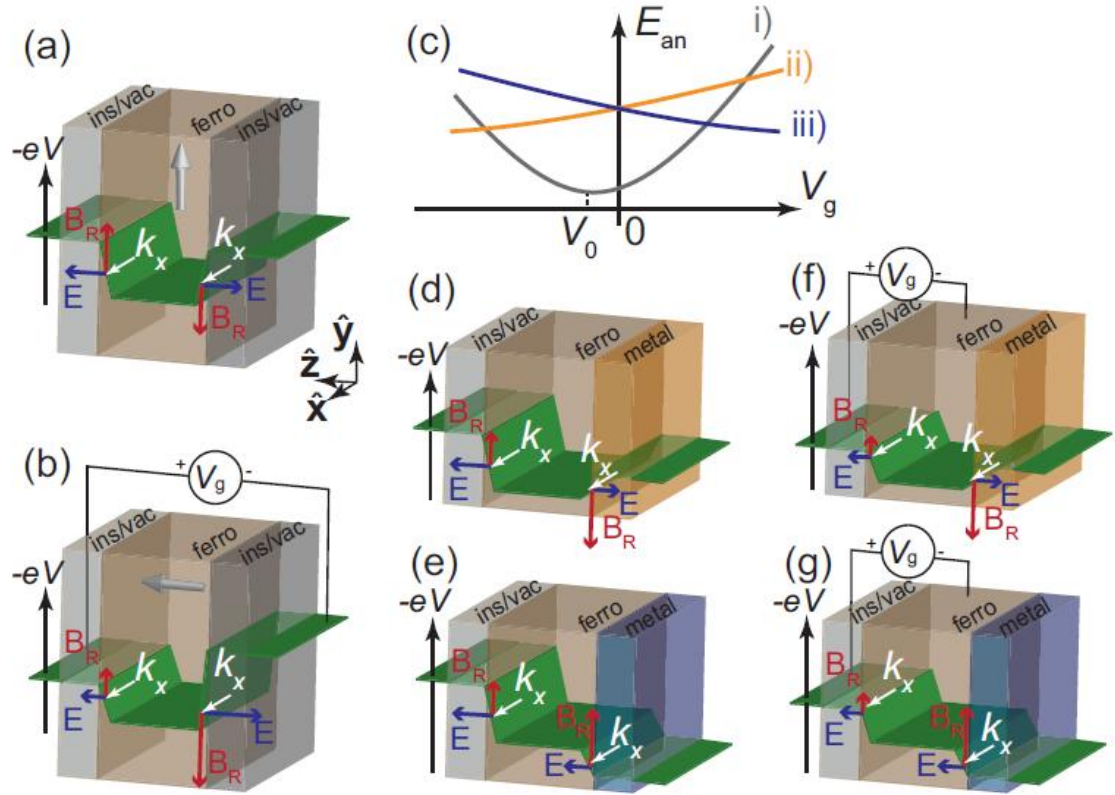 (a)
ins/vac
ferro
ins/vac
-eV
B_R
k_x
k_x
E
E
B_R
ŷ
ẑ
x̂
(b)
+ V_g -
ins/vac
ferro
ins/vac
-eV
B_R
k_x
k_x
E
E
B_R
(c)
E_an
i)
ii)
iii)
V_g
V_0
0
(d)
ins/vac
ferro
metal
-eV
B_R
k_x
k_x
E
E
B_R
(e)
ins/vac
ferro
metal
-eV
B_R
k_x
B_R
k_x
E
E
(f)
+ V_g -
ins/vac
ferro
metal
-eV
B_R
k_x
k_x
E
E
B_R
(g)
+ V_g -
ins/vac
ferro
metal
-eV
B_R
k_x
B_R
k_x
E
E